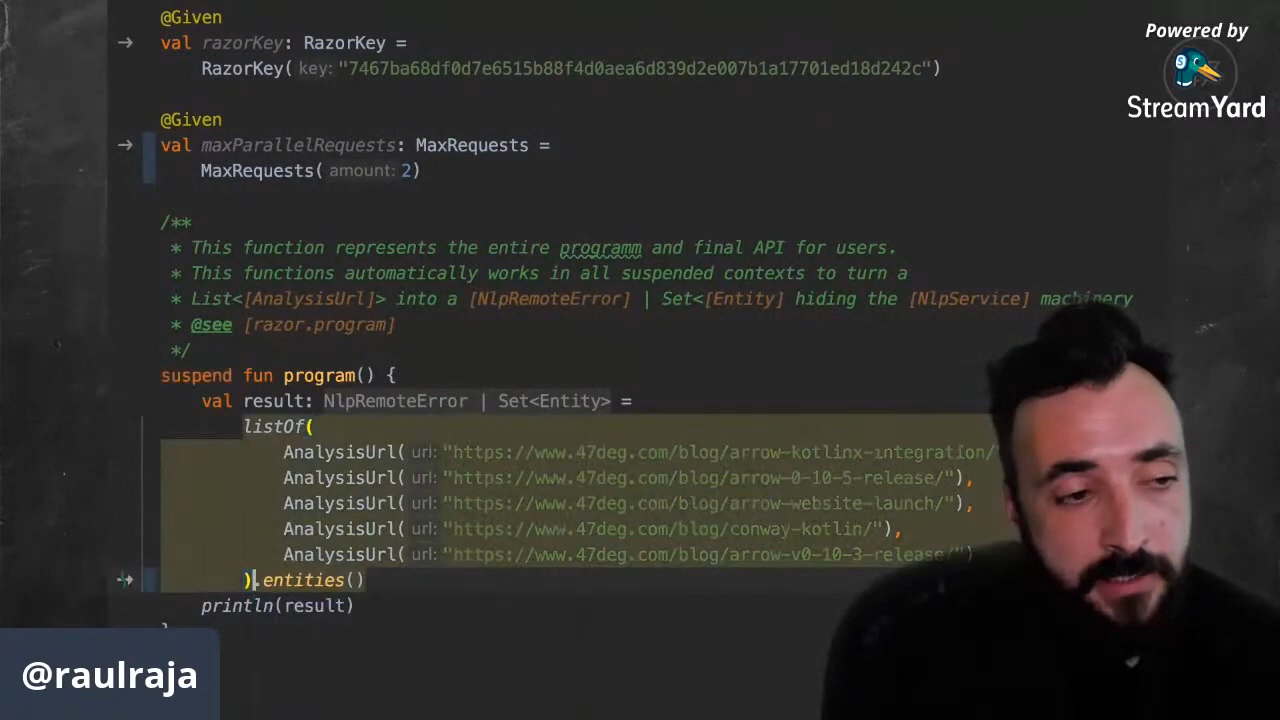 @Given
val razorKey: RazorKey =
RazorKey( key: "7467ba68df0d7e6515b88f4d0aea6d839d2e007b1a17701ed18d242c")
@Given
val maxParallelRequests: MaxRequests =
MaxRequests( amount: 2)
/**
* This function represents the entire programm and final API for users.
* This functions automatically works in all suspended contexts to turn a
* List<[AnalysisUrl]> into a [NlpRemoteError] | Set<[Entity] hiding the [NlpService] machinery
* @see [razor.program]
*/
suspend fun program() {
val result: NlpRemoteError | Set<Entity> =
listOf(
AnalysisUrl( url: "https://www.47deg.com/blog/arrow-kotlinx-integration/"
AnalysisUrl( url: "https://www.47deg.com/blog/arrow-0-10-5-release/"),
AnalysisUrl( url: "https://www.47deg.com/blog/arrow-website-launch/"),
AnalysisUrl( url: "https://www.47deg.com/blog/conway-kotlin/"),
AnalysisUrl( url: "https://www.47deg.com/blog/arrow-v0-10-3-release/")
).entities()
println(result)
}
Powered by
StreamYard
@raulraja